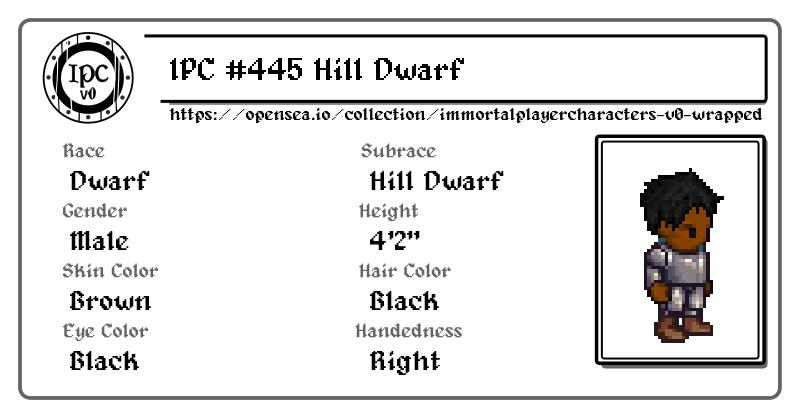 IPC v0
IPC #445 Hill Dwarf
https://opensea.io/collection/immortalplayercharacters-v0-wrapped
Race
Dwarf
Subrace
Hill Dwarf
Gender
Male
Height
4'2"
Skin Color
Brown
Hair Color
Black
Eye Color
Black
Handedness
Right